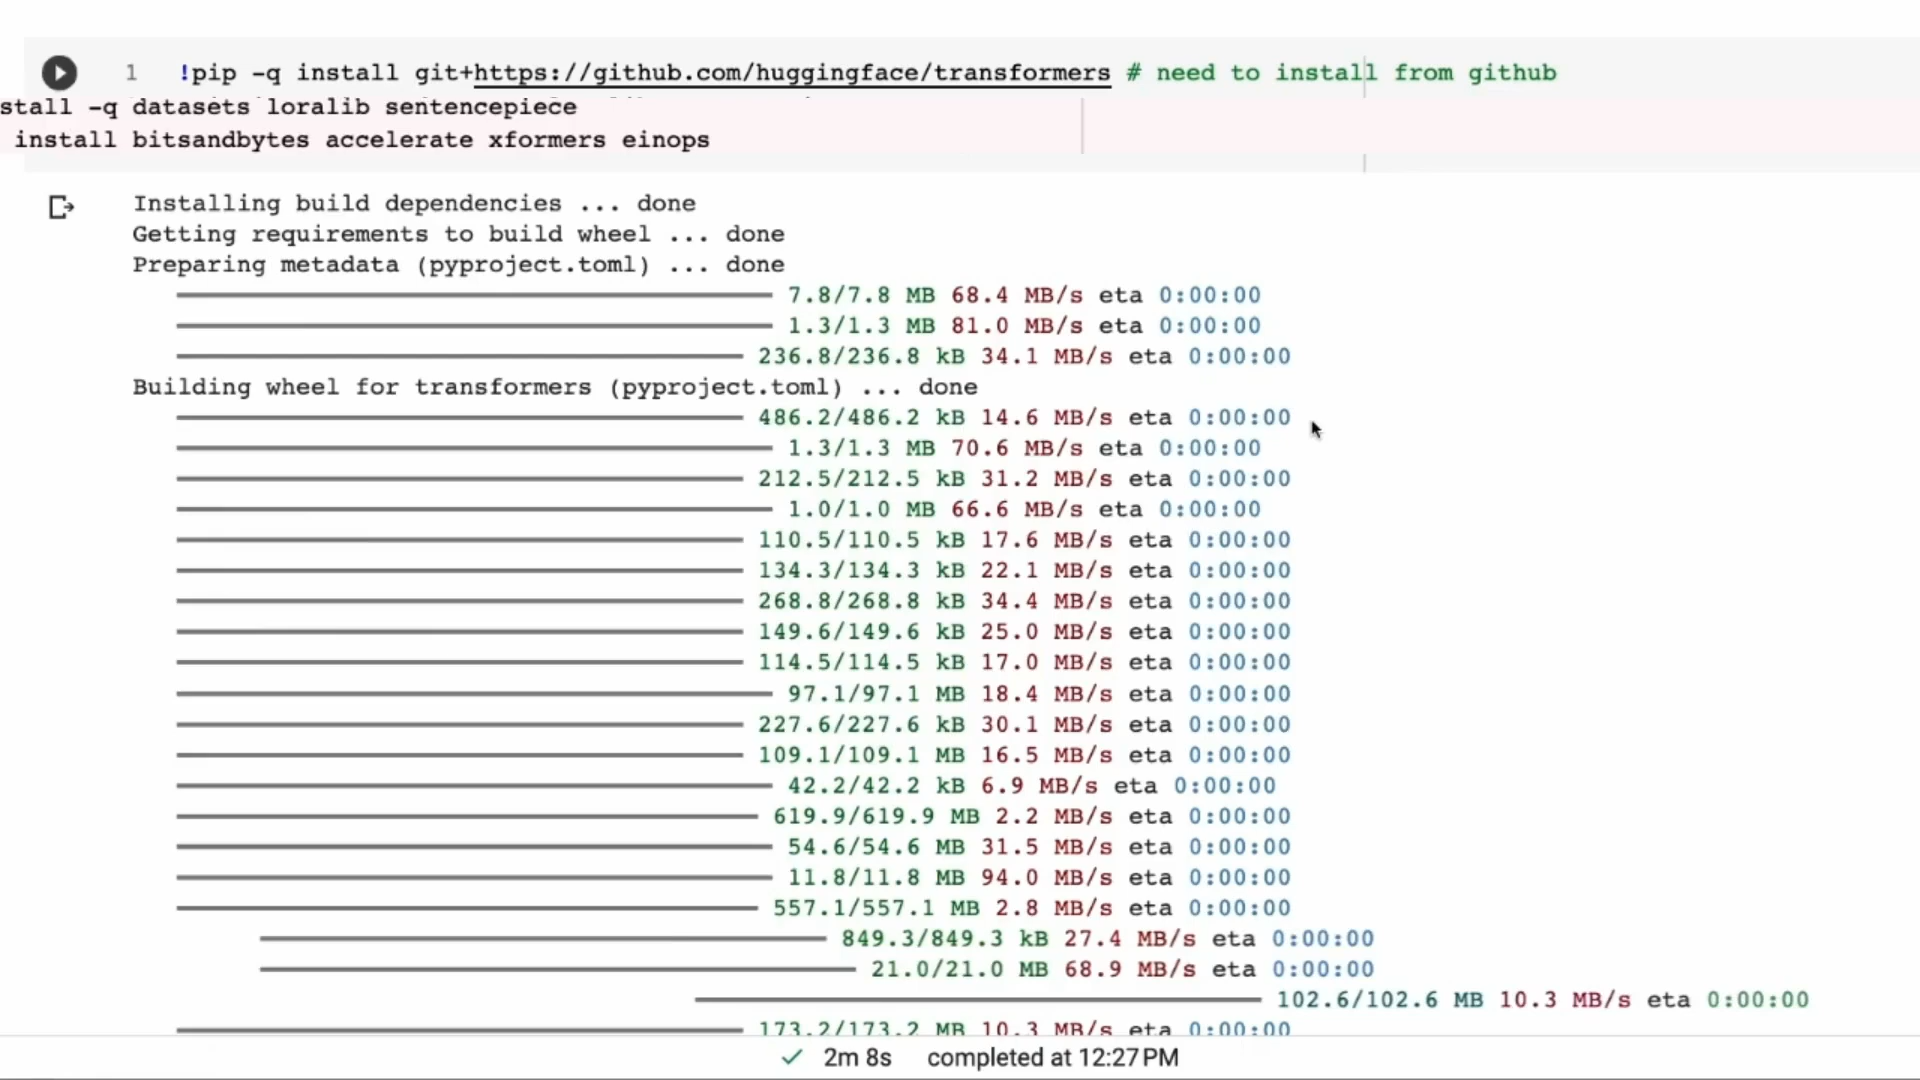 1 !pip -q install git+https://github.com/huggingface/transformers # need to install from github
stall -q datasets loralib sentencepiece
install bitsandbytes accelerate xformers einops
Installing build dependencies ... done
Getting requirements to build wheel ... done
Preparing metadata (pyproject.toml) ... done
7.8/7.8 MB 68.4 MB/s eta 0:00:00
1.3/1.3 MB 81.0 MB/s eta 0:00:00
236.8/236.8 kB 34.1 MB/s eta 0:00:00
Building wheel for transformers (pyproject.toml) ... done
486.2/486.2 kB 14.6 MB/s eta 0:00:00
1.3/1.3 MB 70.6 MB/s eta 0:00:00
212.5/212.5 kB 31.2 MB/s eta 0:00:00
1.0/1.0 MB 66.6 MB/s eta 0:00:00
110.5/110.5 kB 17.6 MB/s eta 0:00:00
134.3/134.3 kB 22.1 MB/s eta 0:00:00
268.8/268.8 kB 34.4 MB/s eta 0:00:00
149.6/149.6 kB 25.0 MB/s eta 0:00:00
114.5/114.5 kB 17.0 MB/s eta 0:00:00
97.1/97.1 MB 18.4 MB/s eta 0:00:00
227.6/227.6 kB 30.1 MB/s eta 0:00:00
109.1/109.1 MB 16.5 MB/s eta 0:00:00
42.2/42.2 kB 6.9 MB/s eta 0:00:00
619.9/619.9 MB 2.2 MB/s eta 0:00:00
54.6/54.6 MB 31.5 MB/s eta 0:00:00
11.8/11.8 MB 94.0 MB/s eta 0:00:00
557.1/557.1 MB 2.8 MB/s eta 0:00:00
849.3/849.3 kB 27.4 MB/s eta 0:00:00
21.0/21.0 MB 68.9 MB/s eta 0:00:00
102.6/102.6 MB 10.3 MB/s eta 0:00:00
173.2/173.2 MB 10.3 MB/s eta 0:00:00
2m 8s completed at 12:27 PM